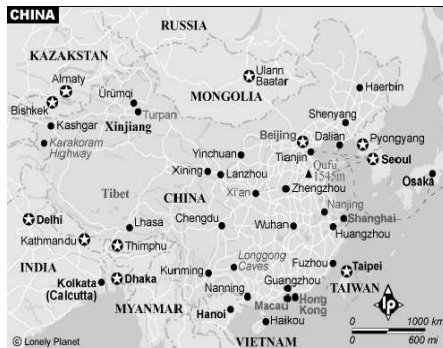 CHINA
RUSSIA
KAZAKSTAN
Ulann
Baatar
Almaty
Haerbin
Bishkek
Ürümqi
MONGOLIA
Turpan
Shenyang
Kashgar
Xinjiang
Beijing
Dalian
Pyongyang
Karakoram
Highway
Yinchuan
Tianjin
Seoul
Qufu
1545m
Xining
Lanzhou
Osaka
Tibet
Xi'an
Zhengzhou
CHINA
Nanjing
Delhi
Lhasa
Chengdu
Wuhan
Shanghai
Kathmandu
Thimphu
Huangzhou
Longgong
Caves
Fuzhou
Taipei
INDIA
Dhaka
Kunming
Kolkata
(Calcutta)
Guangzhou
TAIWAN
Nanning
Hong
Kong
Macau
MYANMAR
Hanoi
Haikou
lp
0 1000 km
0 600 mi
© Lonely Planet
VIETNAM